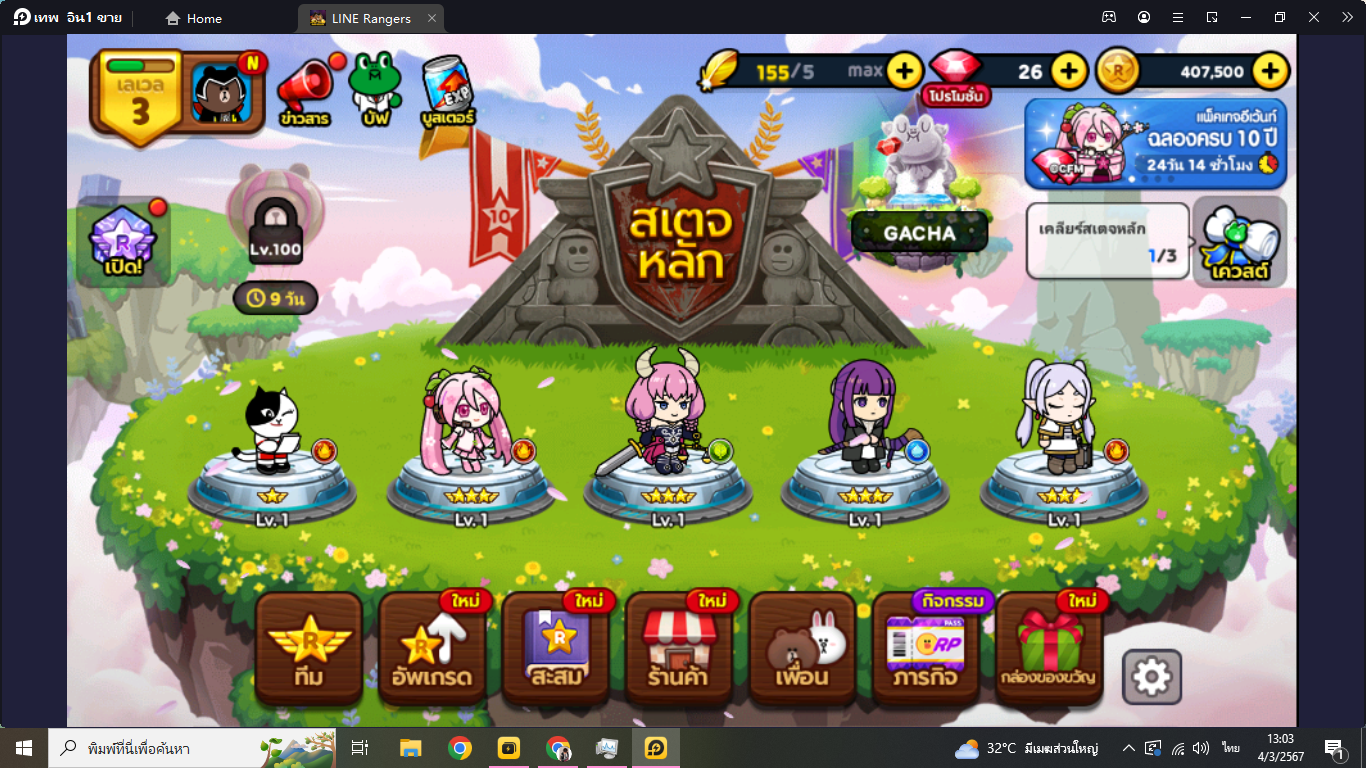 เทพ อิน1 ขาย
Home
LINE Rangers
เลเวล
3
N
ข่าวสาร
บัฟ
EXP
บูสเตอร์
155/5
max
26
โปรโมชั่น
R
407,500
แพ็คเกจอีเว้นท์
ฉลองครบ 10 ปี
24วัน 14 ชั่วโมง
©CFM
R
เปิด!
Lv.100
9 วัน
10
สเตจ
หลัก
GACHA
เคลียร์สเตจหลัก
1/3
เควสต์
Lv.1
Lv.1
Lv.1
Lv.1
Lv.1
R
ทีม
ใหม่
R
อัพเกรด
ใหม่
R
สะสม
ใหม่
ร้านค้า
เพื่อน
กิจกรรม
PASS
RP
ภารกิจ
ใหม่
กล่องของขวัญ
พิมพ์ที่นี่เพื่อค้นหา
32°C มีเมฆส่วนใหญ่
ไทย
13:03
4/3/2567
1